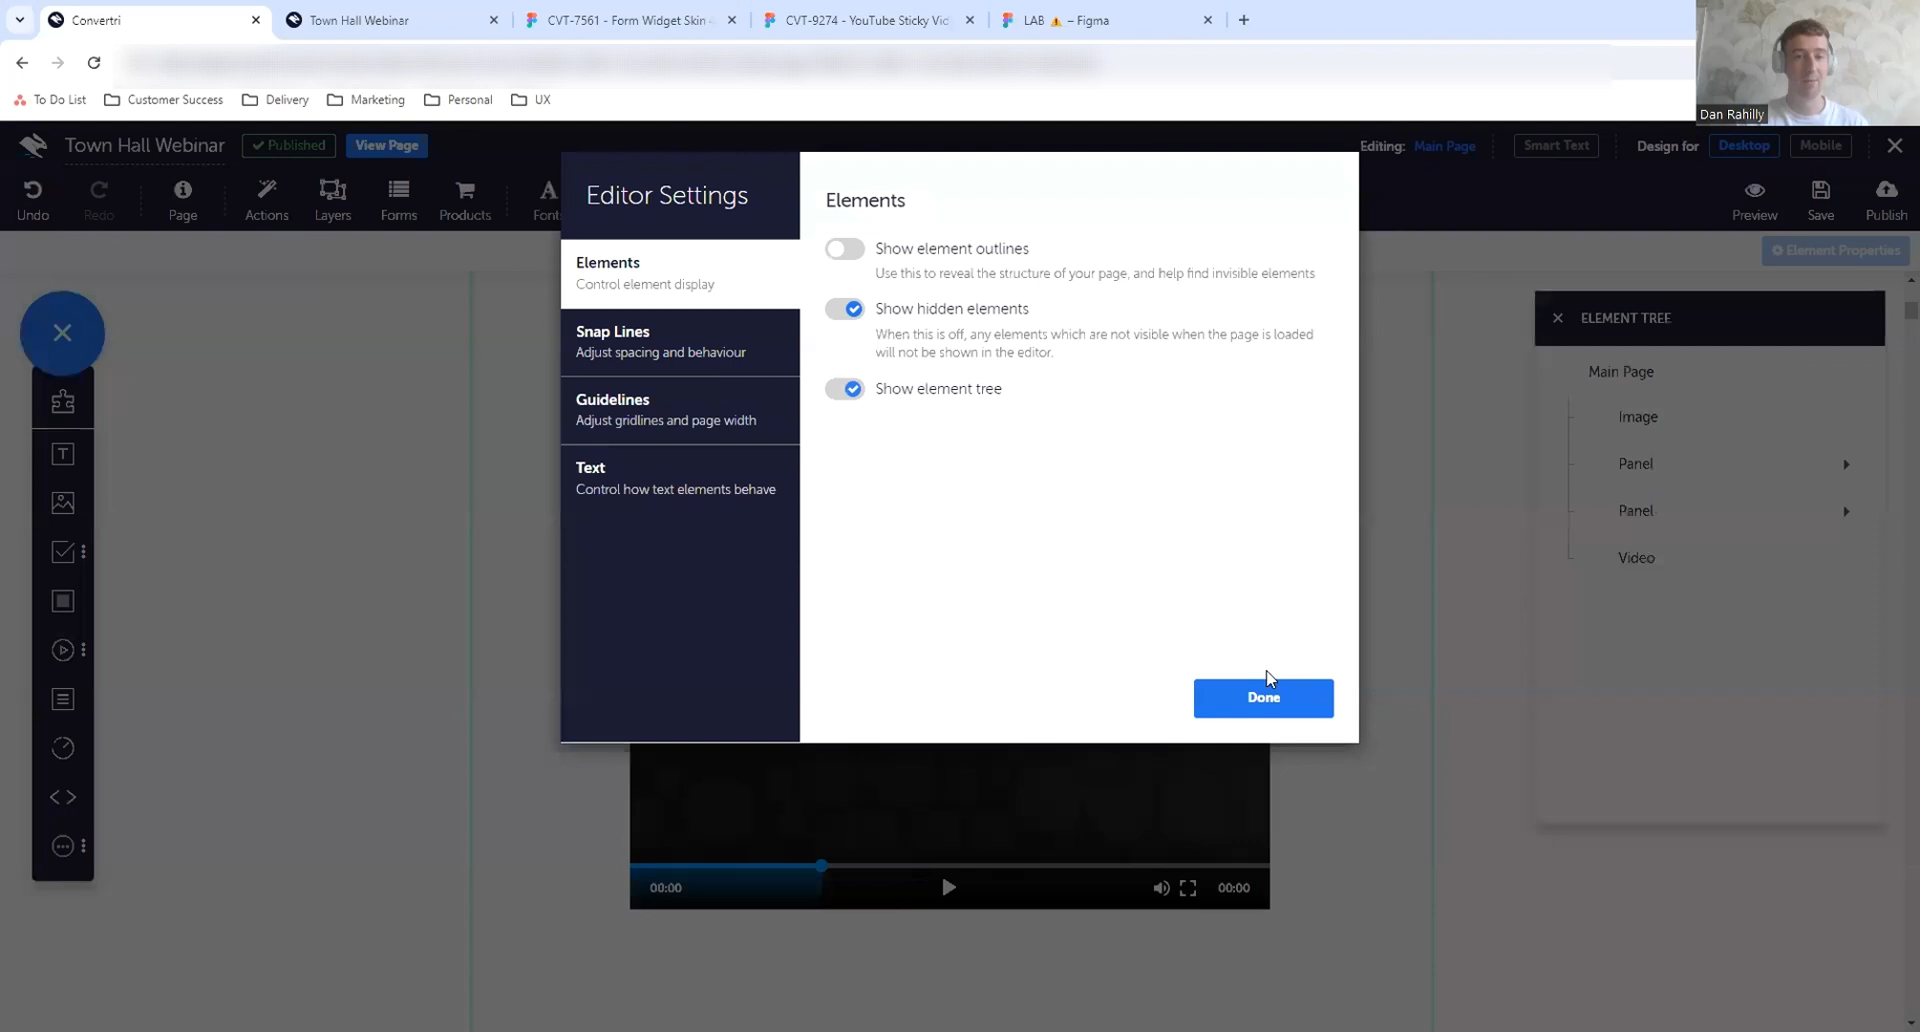 Convertri
Town Hall Webinar
CVT-7561 - Form Widget Skin
CVT-9274 - YouTube Sticky Vid
LAB ⚠ – Figma
To Do List
Customer Success
Delivery
Marketing
Personal
UX
Dan Rahilly
Town Hall Webinar
Published
View Page
Editing: Main Page
Smart Text
Design for
Desktop
Mobile
Undo
Redo
Page
Actions
Layers
Forms
Products
Font
Preview
Save
Publish
Element Properties
Editor Settings
Elements
Control element display
Snap Lines
Adjust spacing and behaviour
Guidelines
Adjust gridlines and page width
Text
Control how text elements behave
Elements
Show element outlines
Use this to reveal the structure of your page, and help find invisible elements
Show hidden elements
When this is off, any elements which are not visible when the page is loaded
will not be shown in the editor.
Show element tree
Done
ELEMENT TREE
Main Page
Image
Panel
Panel
Video
00:00
00:00